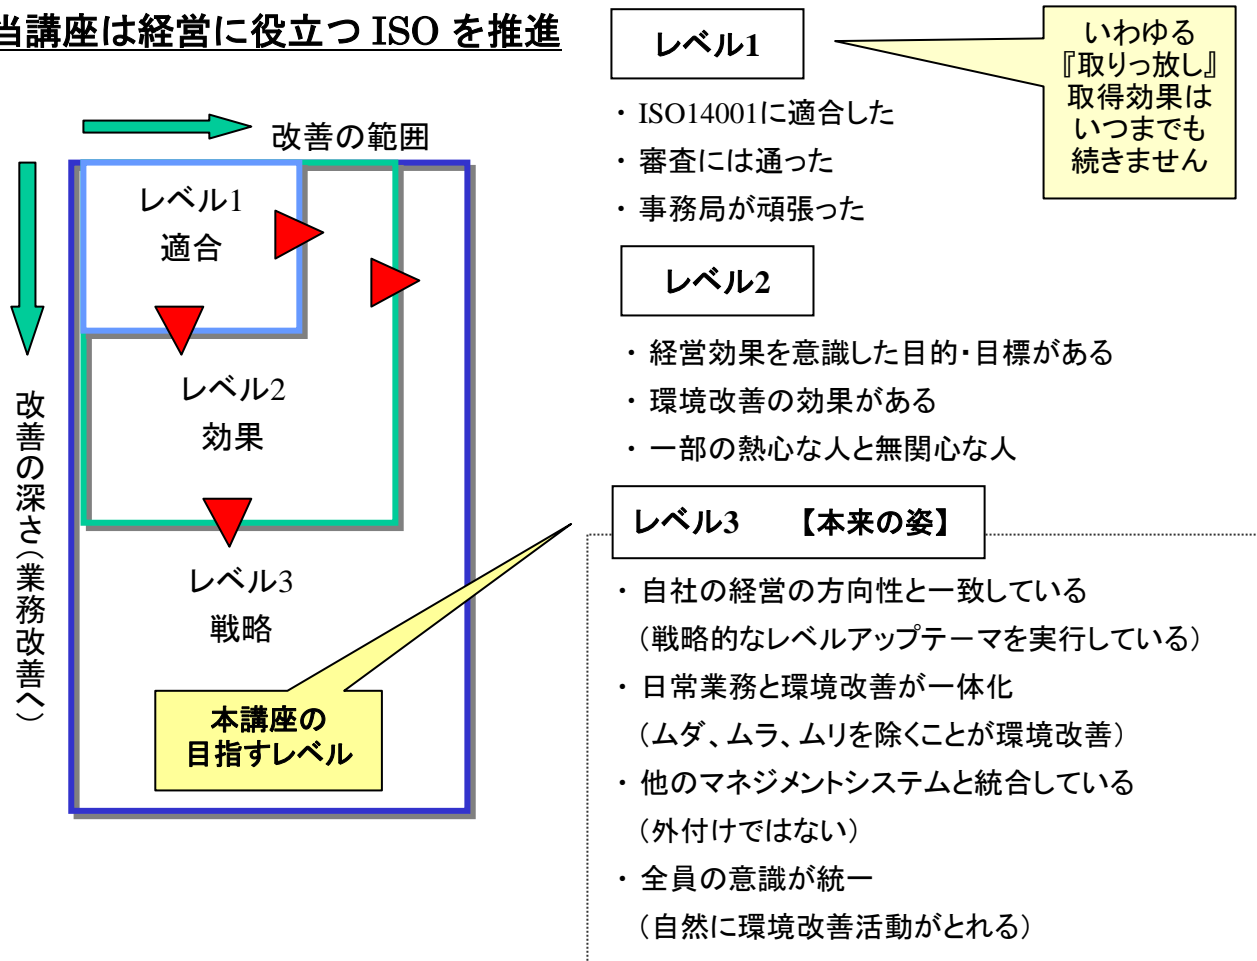 当講座は経営に役立つ ISO を推進
改善の範囲
レベル1
適合
レベル2
効果
レベル3
戦略
改善の深さ（業務改善へ）
本講座の
目指すレベル
レベル1
いわゆる
『取りっ放し』
取得効果は
いつまでも
続きません
・ ISO14001に適合した
・ 審査には通った
・ 事務局が頑張った
レベル2
・ 経営効果を意識した目的・目標がある
・ 環境改善の効果がある
・ 一部の熱心な人と無関心な人
レベル3　【本来の姿】
・ 自社の経営の方向性と一致している
（戦略的なレベルアップテーマを実行している）
・ 日常業務と環境改善が一体化
（ムダ、ムラ、ムリを除くことが環境改善）
・ 他のマネジメントシステムと統合している
（外付けではない）
・ 全員の意識が統一
（自然に環境改善活動がとれる）